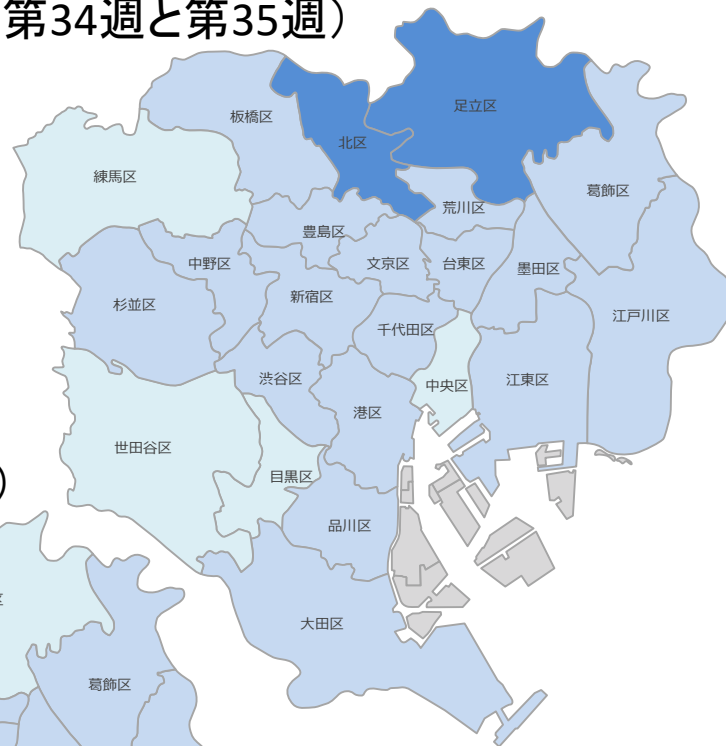 第34週と第35週）
足立区
板橋区
北区
練馬区
葛飾区
荒川区
豊島区
中野区
文京区
台東区
墨田区
新宿区
杉並区
江戸川区
千代田区
渋谷区
中央区
江東区
港区
世田谷区
目黒区
）
品川区
区
大田区
葛飾区